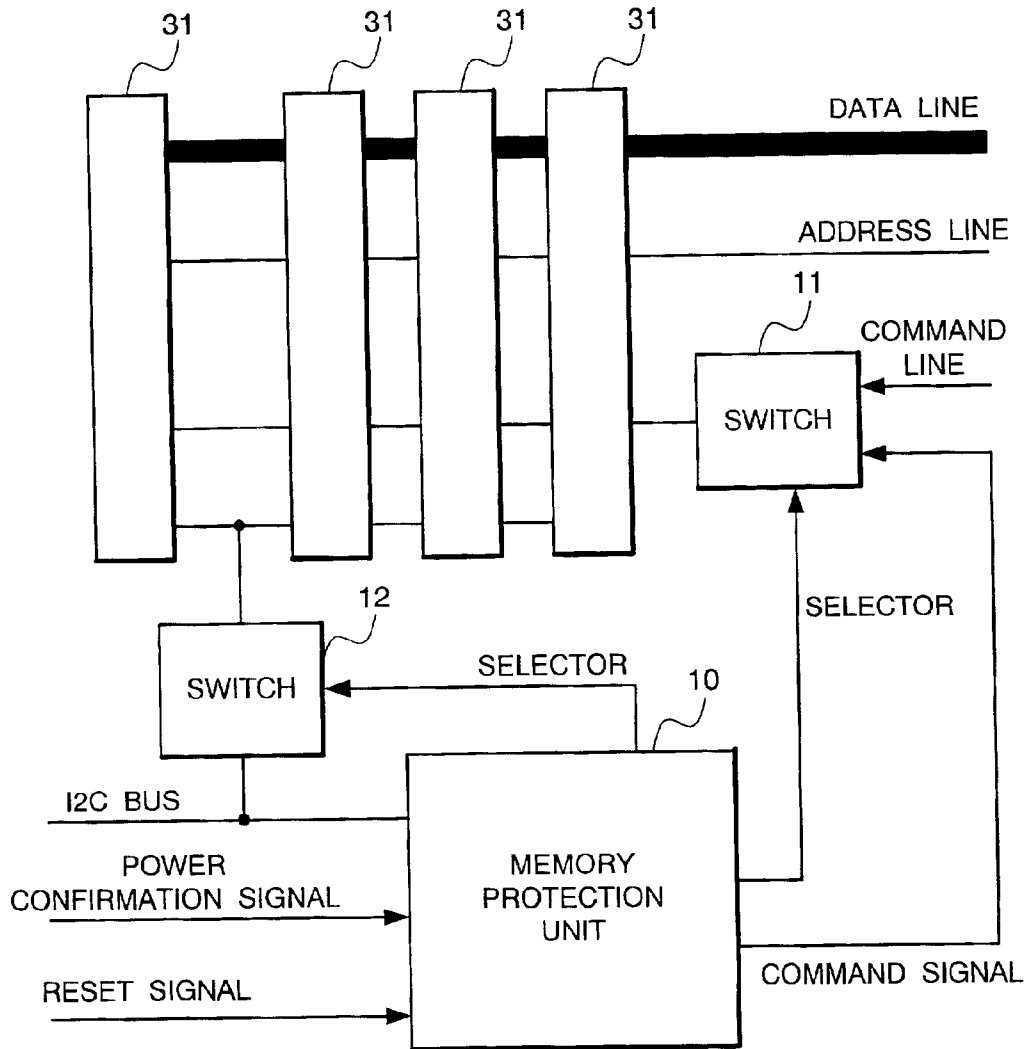 31 31 31 31
DATA LINE
ADDRESS LINE
11
COMMAND
LINE
SWITCH
SELECTOR
12
SWITCH
SELECTOR
10
I2C BUS
POWER
CONFIRMATION SIGNAL
MEMORY
PROTECTION
UNIT
RESET SIGNAL
COMMAND SIGNAL